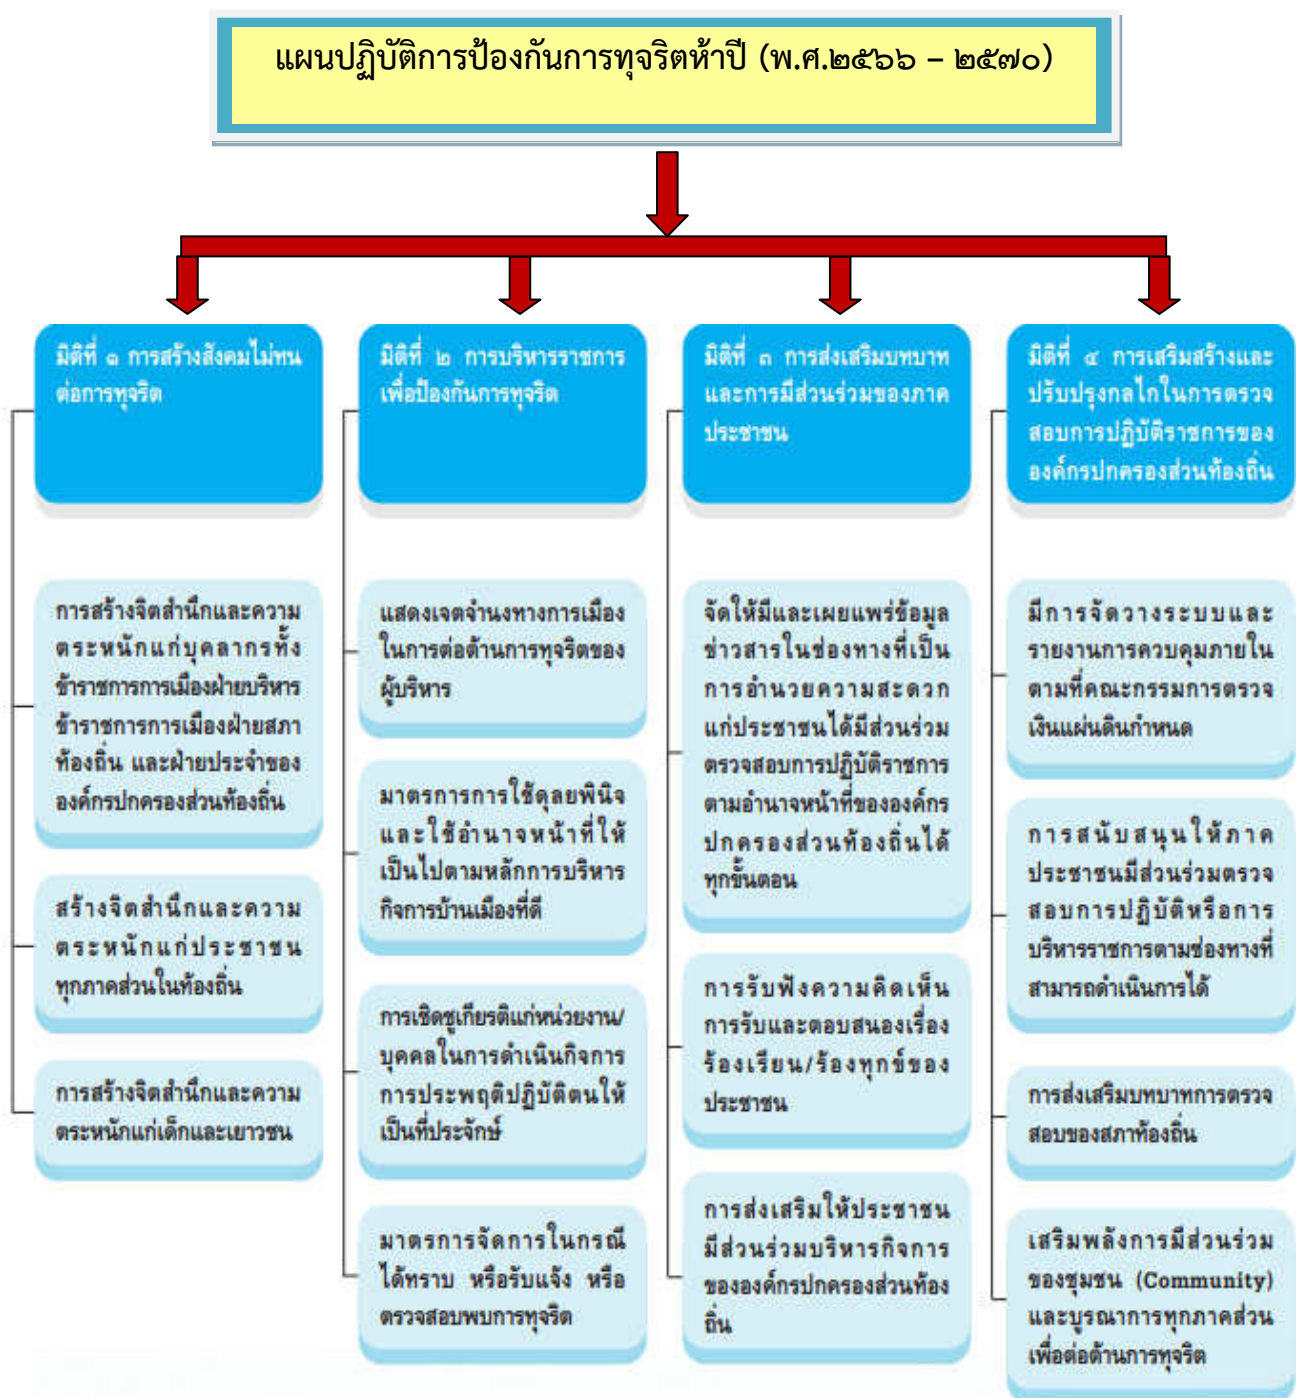 แผนปฏิบัติการป้องกันการทุจริตห้าปี (พ.ศ.๒๕๖๖ – ๒๕๗๐)
มิติที่ ๑ การสร้างสังคมไม่ทน
ต่อการทุจริต
การสร้างจิตสำนึกและความ
ตระหนักแก่บุคลากรทั้ง
ข้าราชการการเมืองฝ่ายบริหาร
ข้าราชการการเมืองฝ่ายสภา
ท้องถิ่น และฝ่ายประจำของ
องค์กรปกครองส่วนท้องถิ่น
สร้างจิตสำนึกและความ
ตระหนักแก่ประชาชน
ทุกภาคส่วนในท้องถิ่น
การสร้างจิตสำนึกและความ
ตระหนักแก่เด็กและเยาวชน
มิติที่ ๒ การบริหารราชการ
เพื่อป้องกันการทุจริต
แสดงเจตจำนงทางการเมือง
ในการต่อต้านการทุจริตของ
ผู้บริหาร
มาตรการการใช้ดุลยพินิจ
และใช้อำนาจหน้าที่ให้
เป็นไปตามหลักการบริหาร
กิจการบ้านเมืองที่ดี
การเชิดชูเกียรติแก่หน่วยงาน/
บุคคลในการดำเนินกิจการ
การประพฤติปฏิบัติตนให้
เป็นที่ประจักษ์
มาตรการจัดการในกรณี
ได้ทราบ หรือรับแจ้ง หรือ
ตรวจสอบพบการทุจริต
มิติที่ ๓ การส่งเสริมบทบาท
และการมีส่วนร่วมของภาค
ประชาชน
จัดให้มีและเผยแพร่ข้อมูล
ข่าวสารในช่องทางที่เป็น
การอำนวยความสะดวก
แก่ประชาชนได้มีส่วนร่วม
ตรวจสอบการปฏิบัติราชการ
ตามอำนาจหน้าที่ขององค์กร
ปกครองส่วนท้องถิ่นได้
ทุกขั้นตอน
การรับฟังความคิดเห็น
การรับและตอบสนองเรื่อง
ร้องเรียน/ร้องทุกข์ของ
ประชาชน
การส่งเสริมให้ประชาชน
มีส่วนร่วมบริหารกิจการ
ขององค์กรปกครองส่วนท้อง
ถิ่น
มิติที่ ๔ การเสริมสร้างและ
ปรับปรุงกลไกในการตรวจ
สอบการปฏิบัติราชการของ
องค์กรปกครองส่วนท้องถิ่น
มีการจัดวางระบบและ
รายงานการควบคุมภายใน
ตามที่คณะกรรมการตรวจ
เงินแผ่นดินกำหนด
การสนับสนุนให้ภาค
ประชาชนมีส่วนร่วมตรวจ
สอบการปฏิบัติหรือการ
บริหารราชการตามช่องทางที่
สามารถดำเนินการได้
การส่งเสริมบทบาทการตรวจ
สอบของสภาท้องถิ่น
เสริมพลังการมีส่วนร่วม
ของชุมชน (Community)
และบูรณาการทุกภาคส่วน
เพื่อต่อต้านการทุจริต